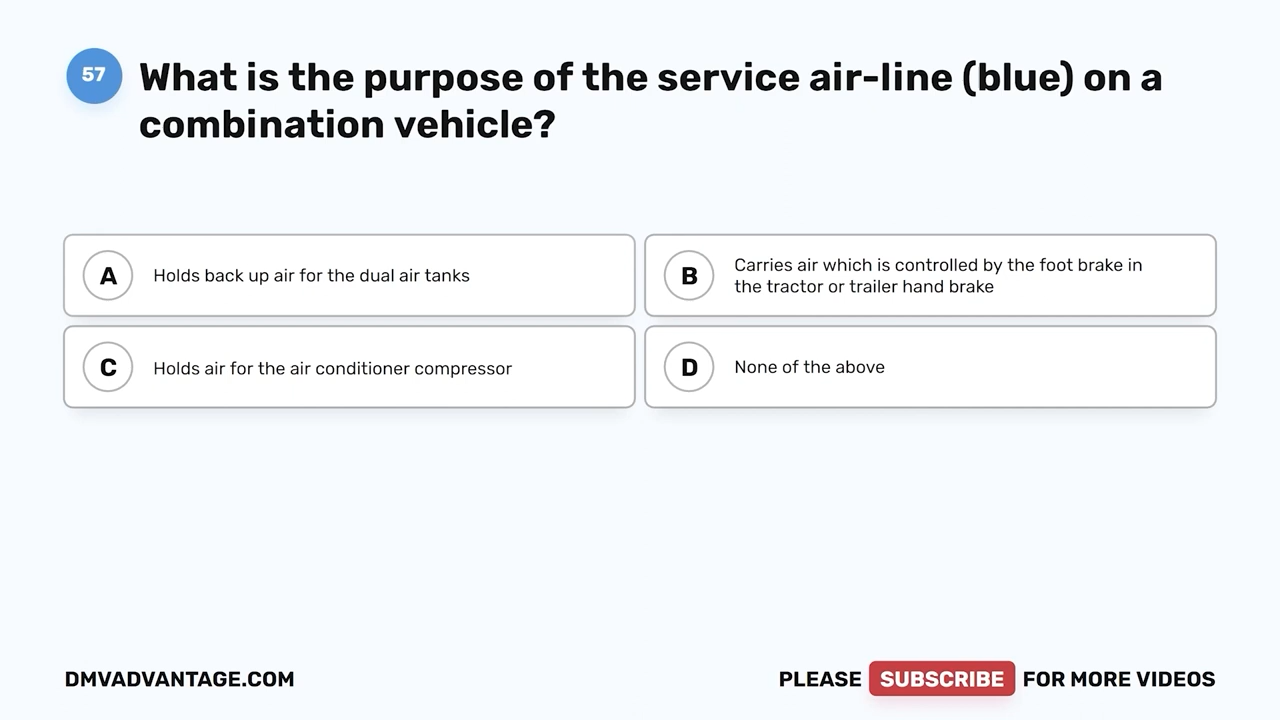 57
What is the purpose of the service air-line (blue) on a
combination vehicle?
A
Holds back up air for the dual air tanks
B
Carries air which is controlled by the foot brake in
the tractor or trailer hand brake
C
Holds air for the air conditioner compressor
D
None of the above
DMVADVANTAGE.COM
PLEASE SUBSCRIBE FOR MORE VIDEOS